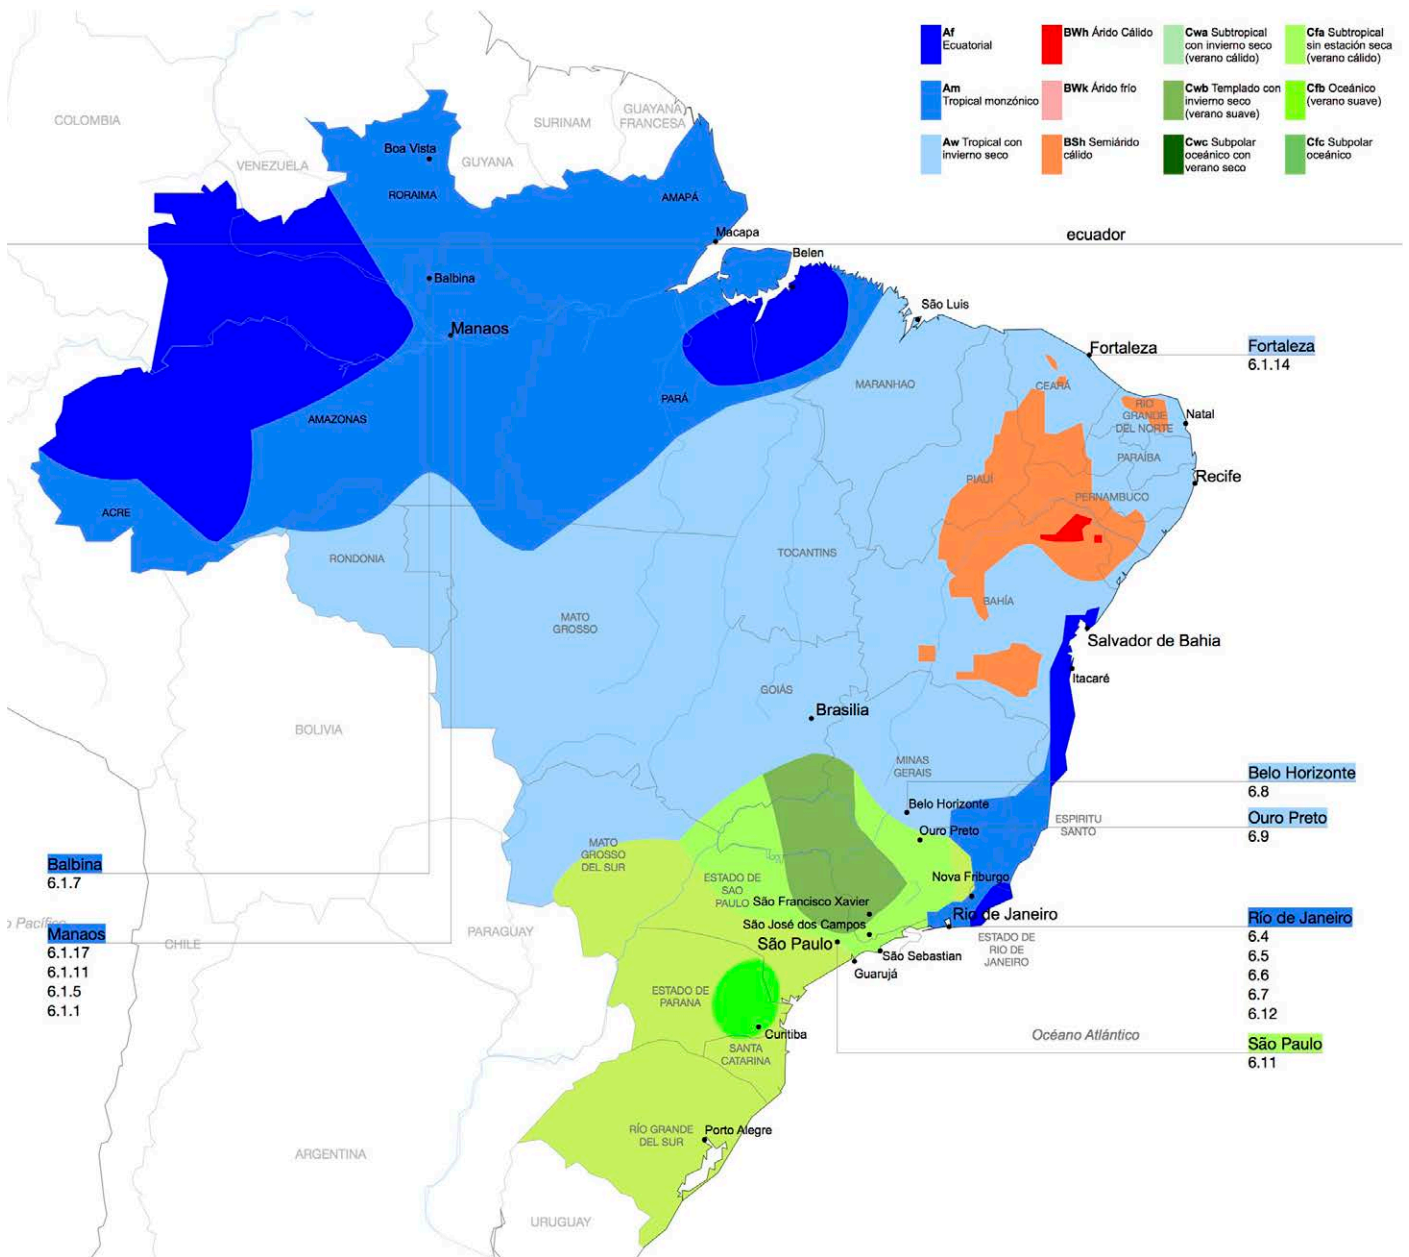 Af
Ecuatorial
BWh Árido Cálido
Cwa Subtropical
con invierno seco
(verano cálido)
Cfa Subtropical
sin estación seca
(verano cálido)
Am
Tropical monzónico
BWk Árido frío
Cwb Templado con
invierno seco
(verano suave)
Cfb Oceánico
(verano suave)
Aw Tropical con
invierno seco
BSh Semiárido
cálido
Cwc Subpolar
oceánico con
verano seco
Cfc Subpolar
oceánico
COLOMBIA
VENEZUELA
GUYANA
SURINAM
GUAYANA
FRANCESA
Boa Vista
RORAIMA
AMAPÁ
Macapa
ecuador
Belen
Balbina
Manaos
São Luis
Fortaleza
Fortaleza
6.1.14
MARANHAO
CEARÁ
RÍO
GRANDE
DEL NORTE
Natal
PARAÍBA
PARÁ
AMAZONAS
Recife
PIAUÍ
PERNAMBUCO
ACRE
RONDONIA
TOCANTINS
MATO
GROSSO
BAHÍA
Salvador de Bahia
Itacaré
GOIÁS
Brasilia
BOLIVIA
MINAS
GERAIS
Belo Horizonte
6.8
Belo Horizonte
Ouro Preto
6.9
Ouro Preto
ESPIRITU
SANTO
MATO
GROSSO
DEL SUR
Balbina
6.1.7
ESTADO DE
SAO
PAULO
Nova Friburgo
São Francisco Xavier
Rio de Janeiro
São José dos Campos
São Paulo
São Sebastian
Guarujá
ESTADO DE
RIO DE
JANEIRO
Río de Janeiro
6.4
6.5
6.6
6.7
6.12
o Pacífico
Manaos
6.1.17
6.1.11
6.1.5
6.1.1
CHILE
PARAGUAY
ESTADO DE
PARANA
Curitiba
SANTA
CATARINA
Océano Atlántico
São Paulo
6.11
RÍO GRANDE
DEL SUR
Porto Alegre
ARGENTINA
URUGUAY